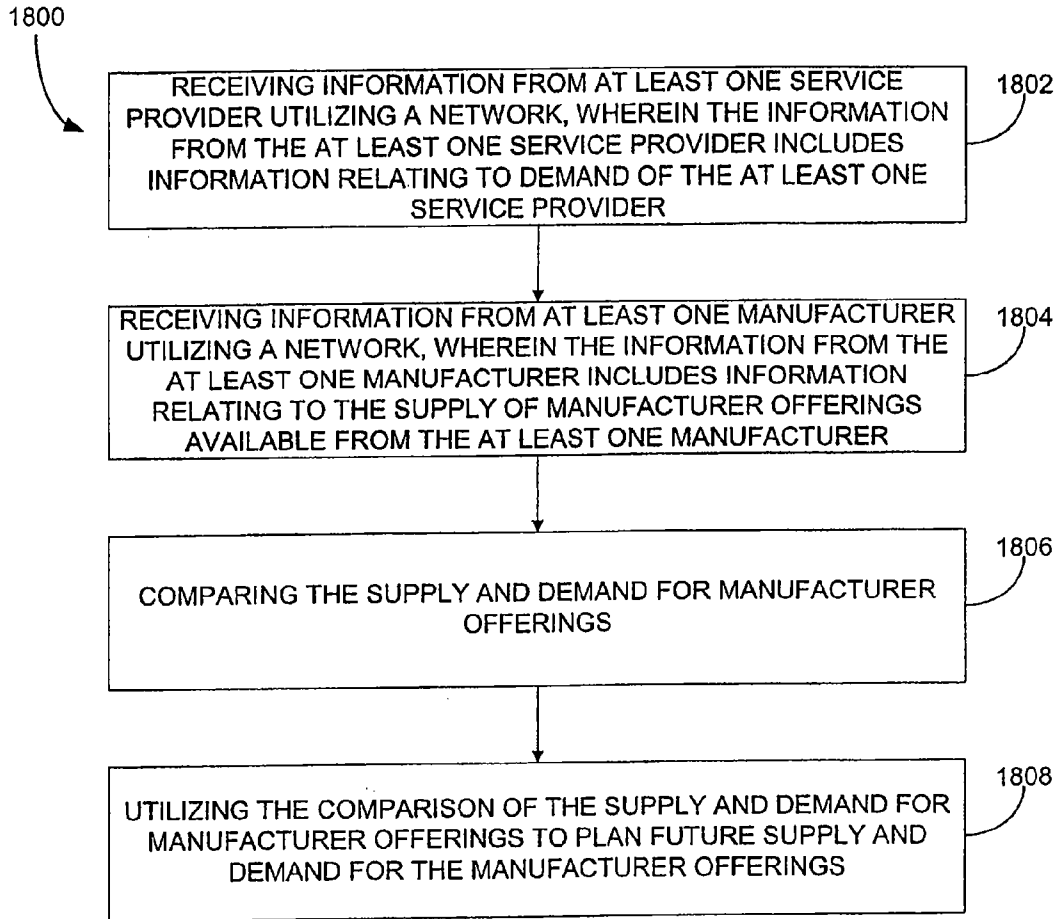 1800
RECEIVING INFORMATION FROM AT LEAST ONE SERVICE
PROVIDER UTILIZING A NETWORK, WHEREIN THE INFORMATION
FROM THE AT LEAST ONE SERVICE PROVIDER INCLUDES
INFORMATION RELATING TO DEMAND OF THE AT LEAST ONE
SERVICE PROVIDER
1802
RECEIVING INFORMATION FROM AT LEAST ONE MANUFACTURER
UTILIZING A NETWORK, WHEREIN THE INFORMATION FROM THE
AT LEAST ONE MANUFACTURER INCLUDES INFORMATION
RELATING TO THE SUPPLY OF MANUFACTURER OFFERINGS
AVAILABLE FROM THE AT LEAST ONE MANUFACTURER
1804
COMPARING THE SUPPLY AND DEMAND FOR MANUFACTURER
OFFERINGS
1806
UTILIZING THE COMPARISON OF THE SUPPLY AND DEMAND FOR
MANUFACTURER OFFERINGS TO PLAN FUTURE SUPPLY AND
DEMAND FOR THE MANUFACTURER OFFERINGS
1808